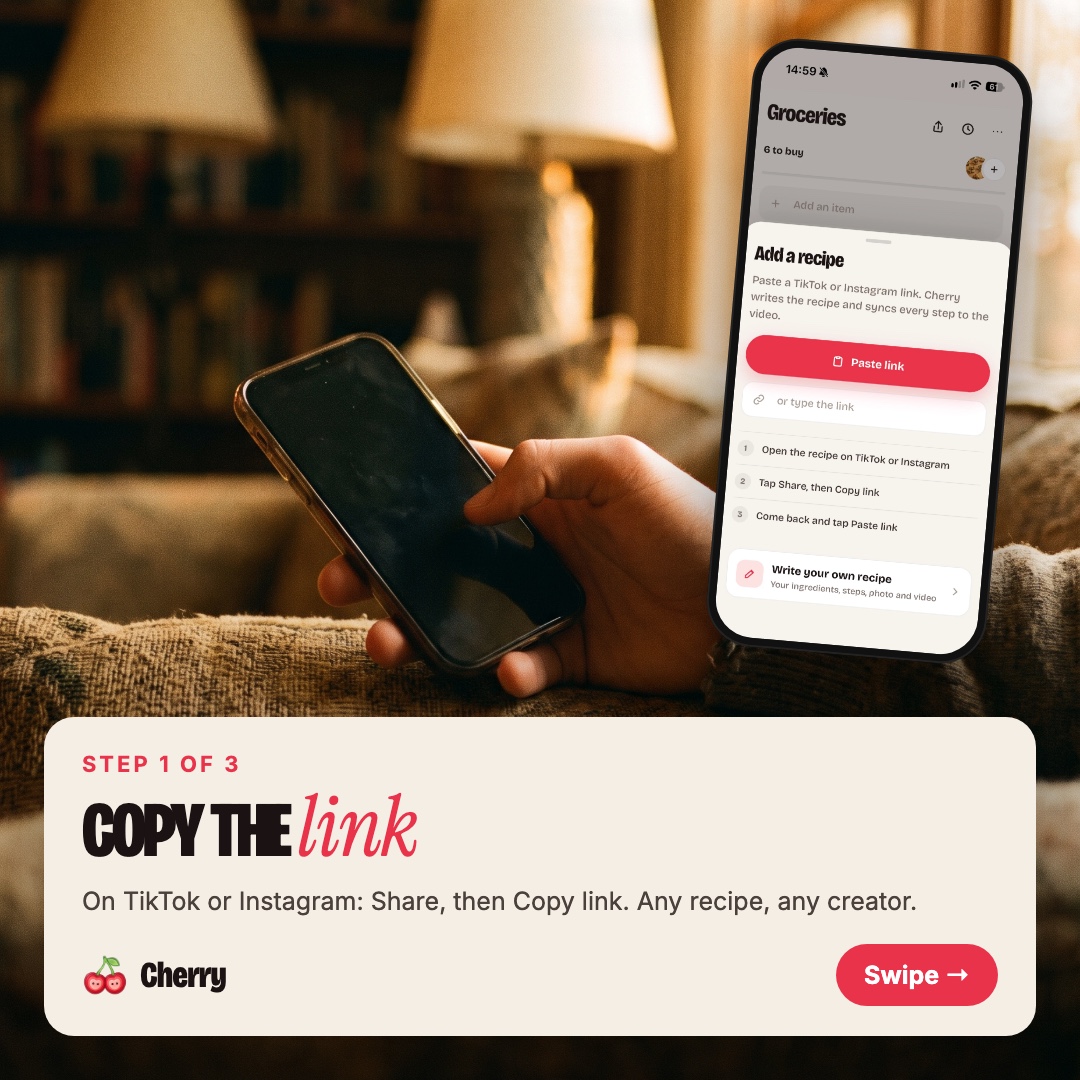 14:59
61
Groceries
6 to buy
Add an item
Add a recipe
Paste a TikTok or Instagram link. Cherry
writes the recipe and syncs every step to the
video.
Paste link
or type the link
1 Open the recipe on TikTok or Instagram
2 Tap Share, then Copy link
3 Come back and tap Paste link
Write your own recipe
Your ingredients, steps, photo and video
STEP 1 OF 3
COPY THE link
On TikTok or Instagram: Share, then Copy link. Any recipe, any creator.
Cherry
Swipe →